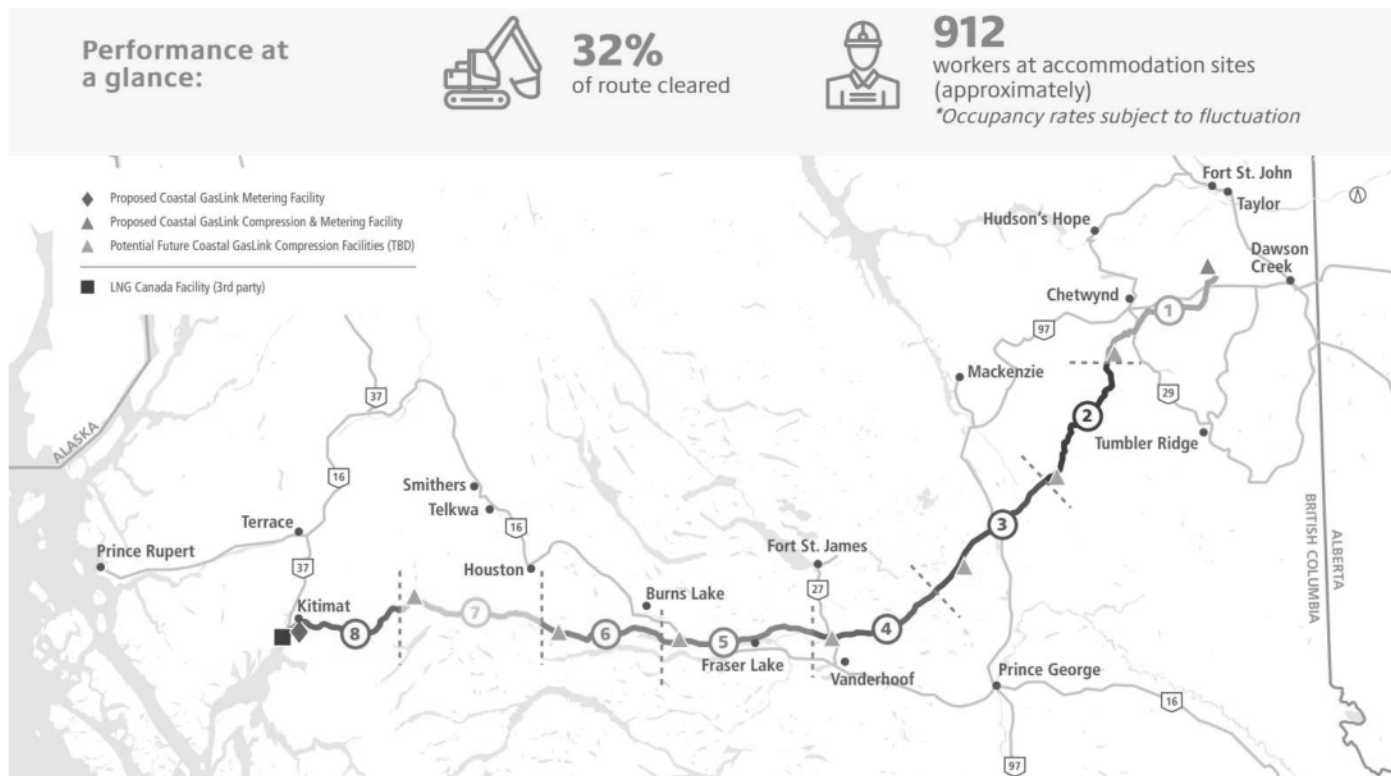 Performance at
a glance:
32%
of route cleared
912
workers at accommodation sites
(approximately)
*Occupancy rates subject to fluctuation
Proposed Coastal GasLink Metering Facility
Proposed Coastal GasLink Compression & Metering Facility
Potential Future Coastal GasLink Compression Facilities (TBD)
LNG Canada Facility (3rd party)
Fort St. John
Taylor
Hudson's Hope
Dawson
Creek
Chetwynd
1
97
Mackenzie
29
37
2
Tumbler Ridge
ALASKA
16
Smithers
Telkwa
16
BRITISH COLUMBIA
ALBERTA
Terrace
3
Prince Rupert
Fort St. James
37
Houston
27
Burns Lake
Kitimat
7
8
6
5
4
Fraser Lake
Vanderhoof
Prince George
16
97